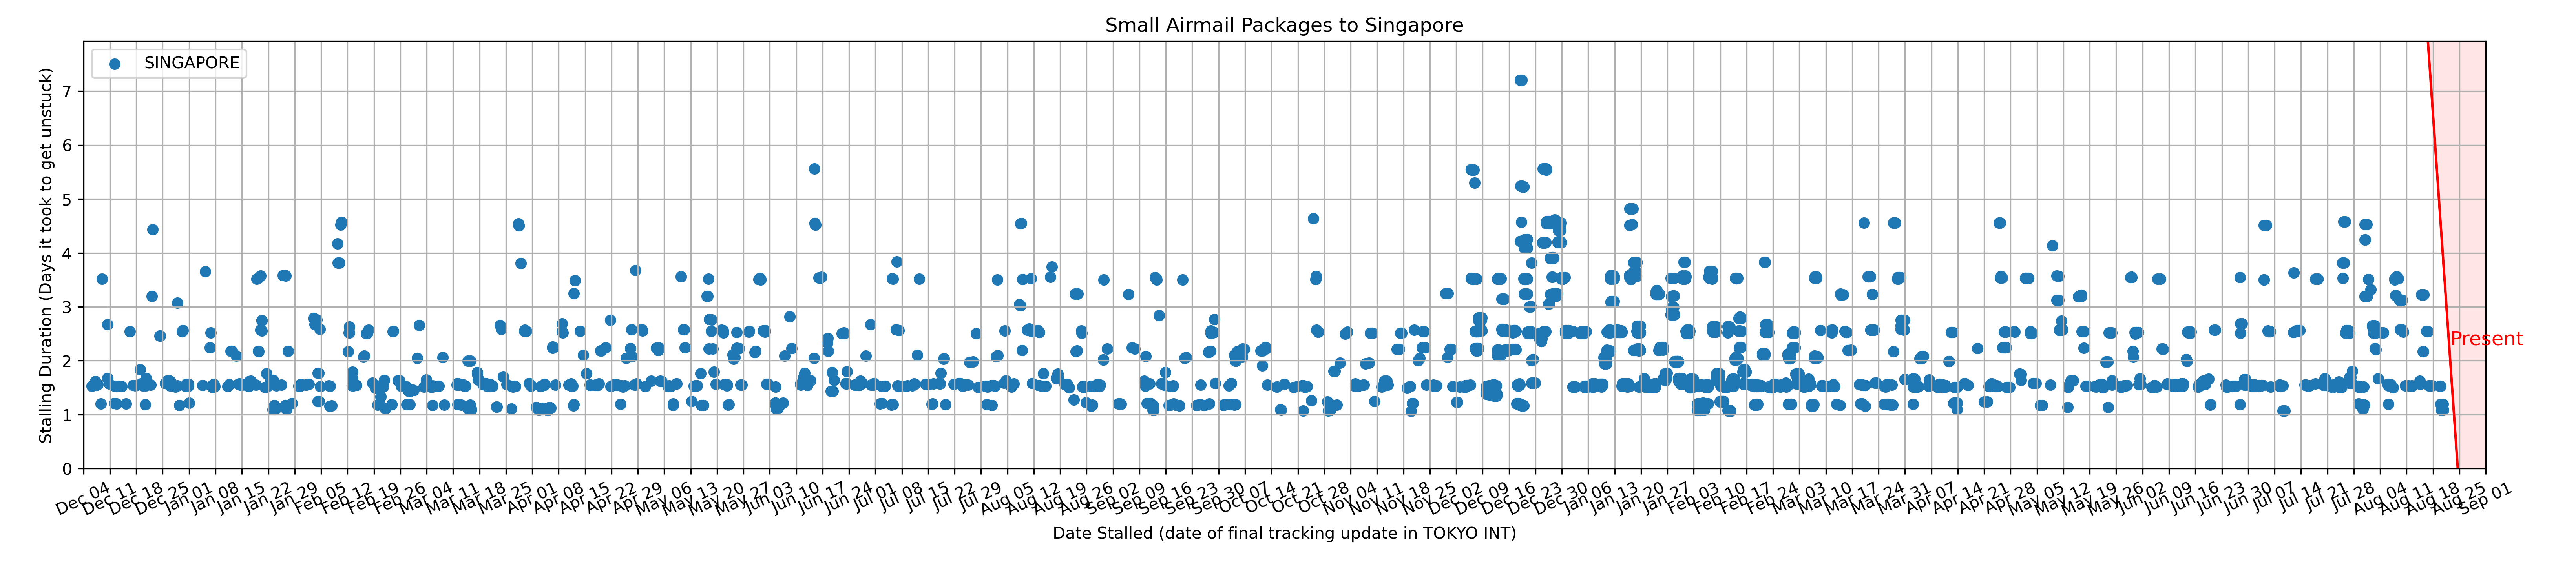 Small Airmail Packages to Singapore
SINGAPORE
Stalling Duration (Days it took to get unstuck)
7
6
5
4
3
2
1
0
Present
Dec 04
Dec 11
Dec 18
Dec 25
Jan 01
Jan 08
Jan 15
Jan 22
Jan 29
Feb 05
Feb 12
Feb 19
Feb 26
Mar 04
Mar 11
Mar 18
Mar 25
Apr 01
Apr 08
Apr 15
Apr 22
Apr 29
May 06
May 13
May 20
May 27
Jun 03
Jun 10
Jun 17
Jun 24
Jul 01
Jul 08
Jul 15
Jul 22
Jul 29
Aug 05
Aug 12
Aug 19
Aug 26
Sep 02
Sep 09
Sep 16
Sep 23
Sep 30
Oct 07
Oct 14
Oct 21
Oct 28
Nov 04
Nov 11
Nov 18
Nov 25
Dec 02
Dec 09
Dec 16
Dec 23
Dec 30
Jan 06
Jan 13
Jan 20
Jan 27
Feb 03
Feb 10
Feb 17
Feb 24
Mar 03
Mar 10
Mar 17
Mar 24
Mar 31
Apr 07
Apr 14
Apr 21
Apr 28
May 05
May 12
May 19
May 26
Jun 02
Jun 09
Jun 16
Jun 23
Jun 30
Jul 07
Jul 14
Jul 21
Jul 28
Aug 04
Aug 11
Aug 18
Aug 25
Sep 01
Date Stalled (date of final tracking update in TOKYO INT)